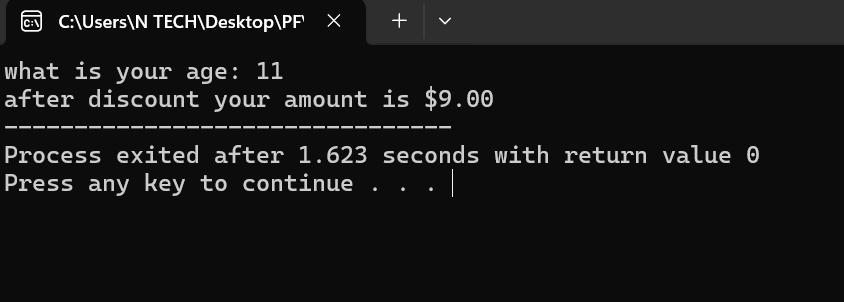 C:\Users\N TECH\Desktop\PF\
what is your age: 11
after discount your amount is $9.00
--------------------------------
Process exited after 1.623 seconds with return value 0
Press any key to continue . . .